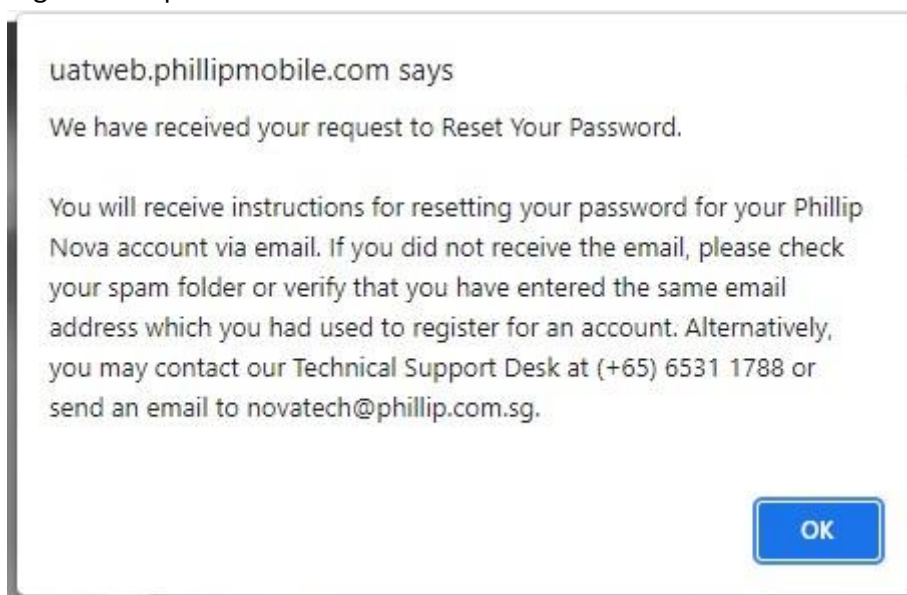 uatweb.phillipmobile.com says
We have received your request to Reset Your Password.
You will receive instructions for resetting your password for your Phillip
Nova account via email. If you did not receive the email, please check
your spam folder or verify that you have entered the same email
address which you had used to register for an account. Alternatively,
you may contact our Technical Support Desk at (+65) 6531 1788 or
send an email to novatech@phillip.com.sg.
OK